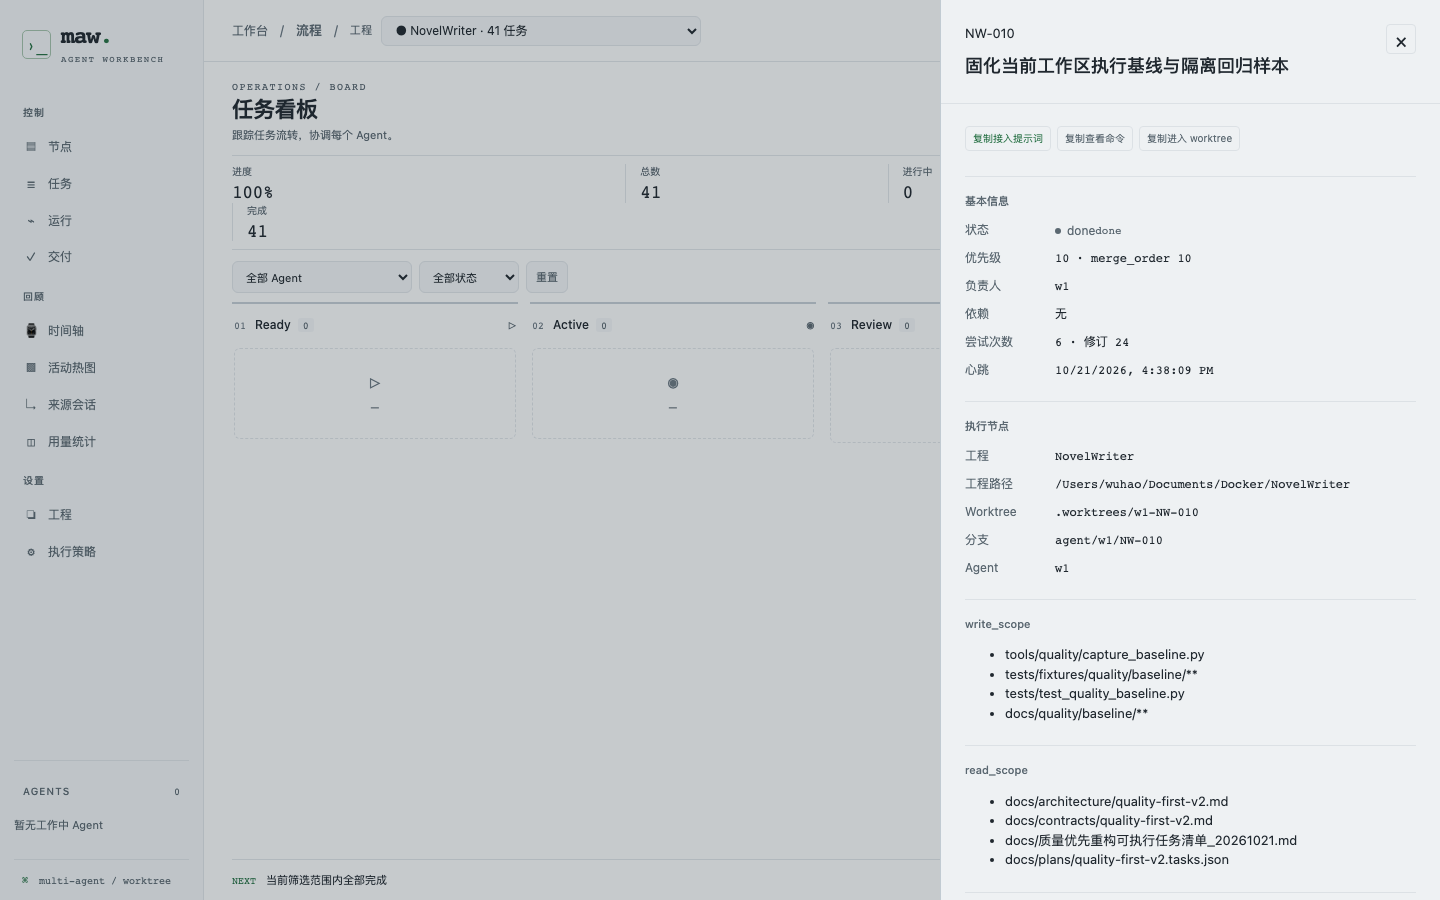 maw.
AGENT WORKBENCH
控制
节点
任务
运行
交付
回顾
时间轴
活动热图
来源会话
用量统计
设置
工程
执行策略
AGENTS 0
暂无工作中 Agent
⌘ multi-agent / worktree
工作台 / 流程 / 工程 ● NovelWriter · 41 任务
OPERATIONS / BOARD
任务看板
跟踪任务流转，协调每个 Agent。
进度 总数 进行中
100% 41 0
完成
41
全部 Agent 全部状态 重置
01 Ready 0 ▷ 02 Active 0 ◉ 03 Review 0
▷ ◉
— —
NEXT 当前筛选范围内全部完成
NW-010
固化当前工作区执行基线与隔离回归样本
复制接入提示词 复制查看命令 复制进入 worktree
基本信息
状态 donedone
优先级 10 · merge_order 10
负责人 w1
依赖 无
尝试次数 6 · 修订 24
心跳 10/21/2026, 4:38:09 PM
执行节点
工程 NovelWriter
工程路径 /Users/wuhao/Documents/Docker/NovelWriter
Worktree .worktrees/w1-NW-010
分支 agent/w1/NW-010
Agent w1
write_scope
• tools/quality/capture_baseline.py
• tests/fixtures/quality/baseline/**
• tests/test_quality_baseline.py
• docs/quality/baseline/**
read_scope
• docs/architecture/quality-first-v2.md
• docs/contracts/quality-first-v2.md
• docs/质量优先重构可执行任务清单_20261021.md
• docs/plans/quality-first-v2.tasks.json